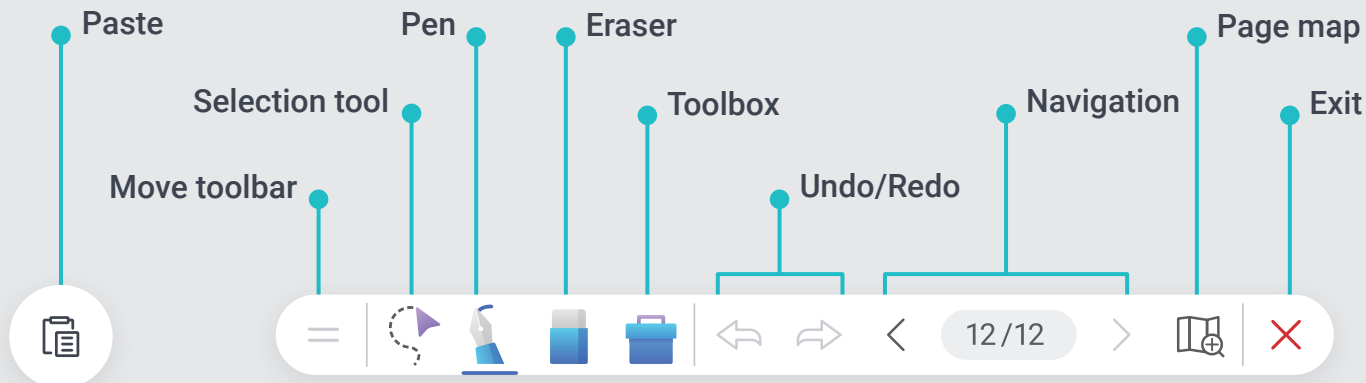 Paste
Pen
Eraser
Page map
Selection tool
Toolbox
Navigation
Exit
Move toolbar
Undo/Redo
12/12